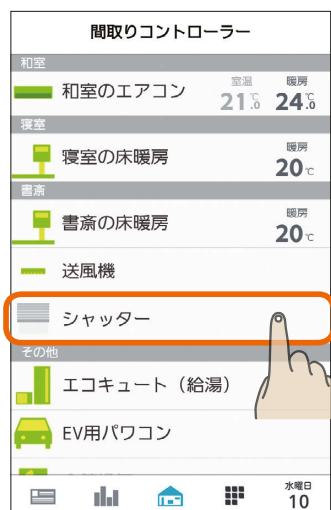 間取りコントローラー
和室
和室のエアコン 室温 21.0℃ 暖房 24.0℃
寝室
寝室の床暖房 暖房 20℃
書斎
書斎の床暖房 暖房 20℃
送風機
シャッター
その他
エコキュート（給湯）
EV用パワコン
水曜日
10